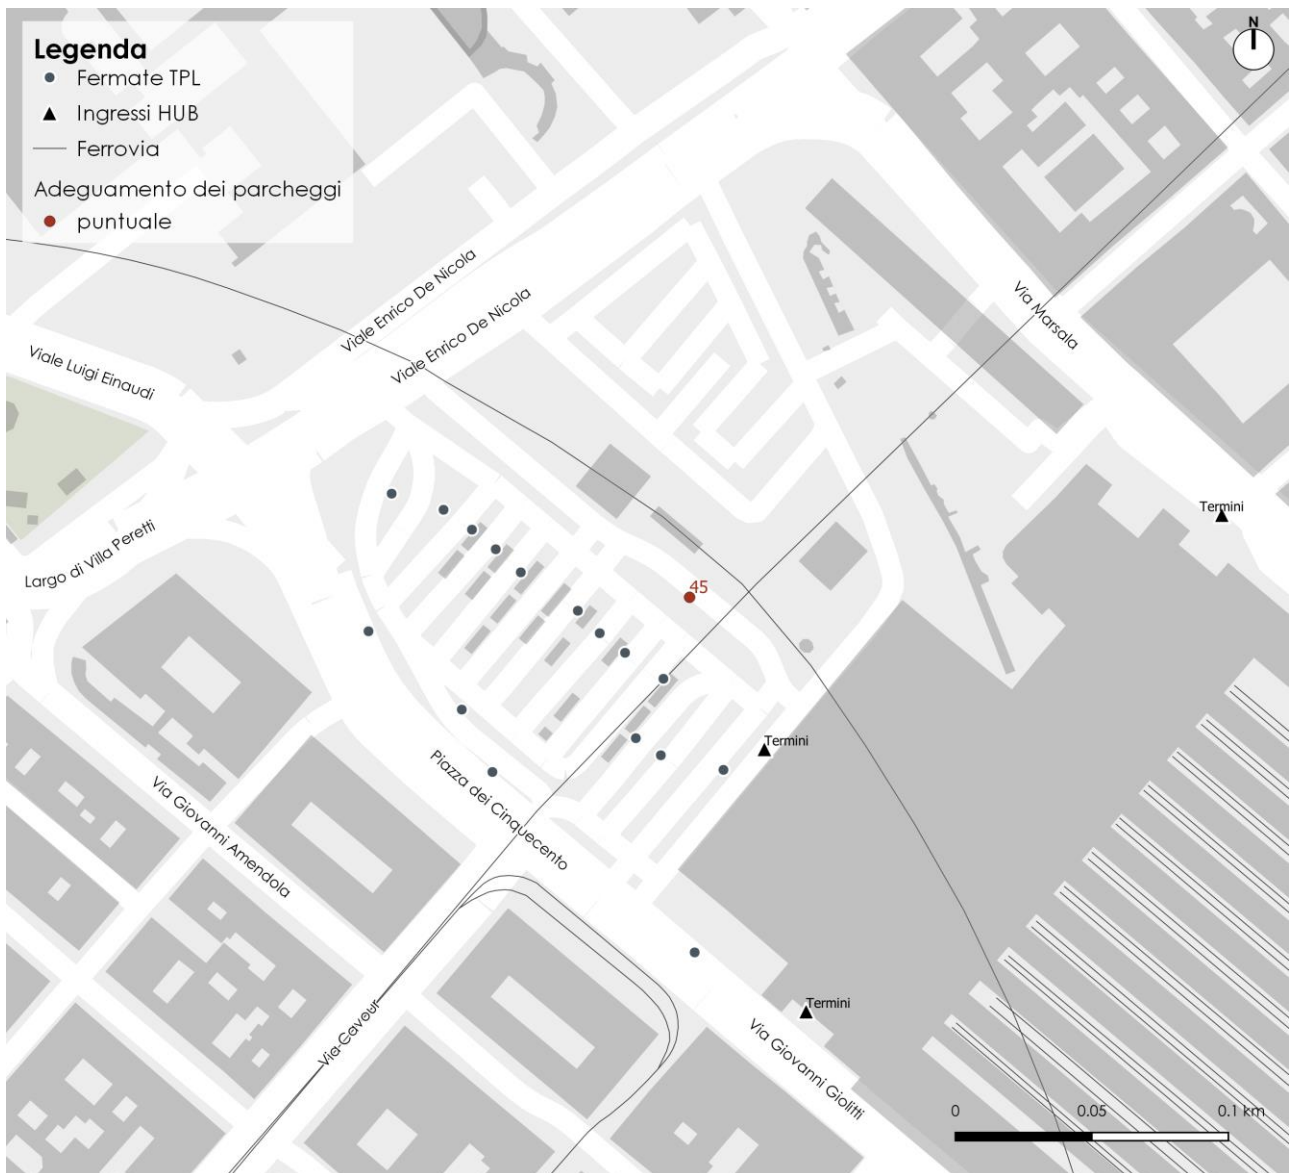 Legenda
Fermate TPL
Ingressi HUB
Ferrovia
Adeguamento dei parcheggi
puntuale
N
Viale Enrico De Nicola
Viale Enrico De Nicola
Via Marsala
Viale Luigi Einaudi
Termini
Largo di Villa Peretti
45
Termini
Piazza dei Cinquecento
Via Giovanni Amendola
Termini
Via Cavour
Via Giovanni Giolitti
0 0.05 0.1 km